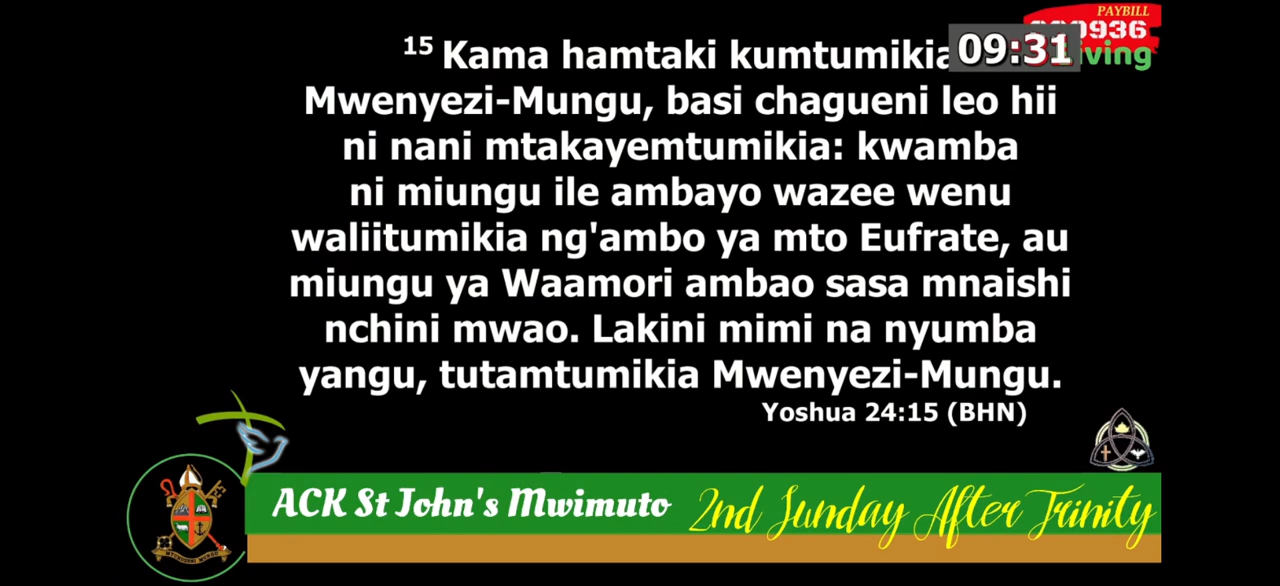 PAYBILL
15 Kama hamtaki kumtumikia
09:31
Mwenyezi-Mungu, basi chagueni leo hii
ni nani mtakayemtumikia: kwamba
ni miungu ile ambayo wazee wenu
waliitumikia ng'ambo ya mto Eufrate, au
miungu ya Waamori ambao sasa mnaishi
nchini mwao. Lakini mimi na nyumba
yangu, tutamtumikia Mwenyezi-Mungu.
Yoshua 24:15 (BHN)
ACK St John's Mwimuto
2nd Sunday After Trinity